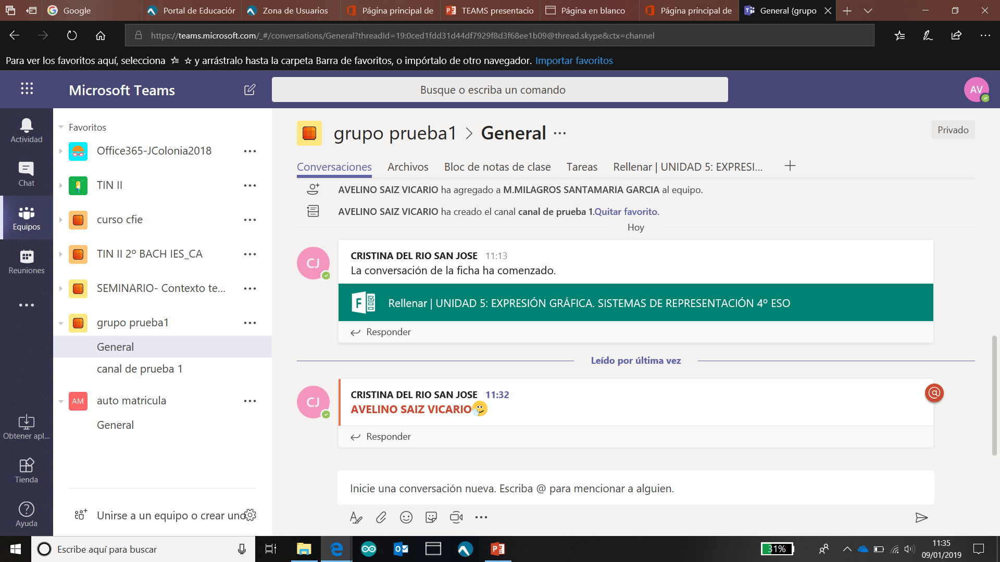 Google
Portal de Educaciór
Zona de Usuarios
Página principal de
TEAMS presentacio
Página en blanco
Página principal de
General (grupo
https://teams.microsoft.com/_#/conversations/General?threadId=19:0ced1fdd31d44df7929f8d3f68ee1b09@thread.skype&ctx=channel
Para ver los favoritos aquí, selecciona y arrástralo hasta la carpeta Barra de favoritos, o impórtalo de otro navegador. Importar favoritos
Microsoft Teams
Busque o escriba un comando
AV
Actividad
Chat
Equipos
Reuniones
Obtener apl...
Tienda
Ayuda
Favoritos
Office365-JColonia2018
TIN II
curso cfie
TIN II 2º BACH IES_CA
SEMINARIO- Contexto te...
grupo prueba1
General
canal de prueba 1
AM auto matricula
General
Unirse a un equipo o crear uno
grupo prueba1 > General
Privado
Conversaciones
Archivos
Bloc de notas de clase
Tareas
Rellenar | UNIDAD 5: EXPRESI...
AVELINO SAIZ VICARIO ha agregado a M.MILAGROS SANTAMARIA GARCIA al equipo.
AVELINO SAIZ VICARIO ha creado el canal canal de prueba 1.Quitar favorito.
Hoy
CJ
CRISTINA DEL RIO SAN JOSE 11:13
La conversación de la ficha ha comenzado.
F
Rellenar | UNIDAD 5: EXPRESIÓN GRÁFICA. SISTEMAS DE REPRESENTACIÓN 4º ESO
Responder
Leído por última vez
CJ
CRISTINA DEL RIO SAN JOSE 11:32
@
AVELINO SAIZ VICARIO
Responder
Inicie una conversación nueva. Escriba @ para mencionar a alguien.
Escribe aquí para buscar
31%
11:35
09/01/2019